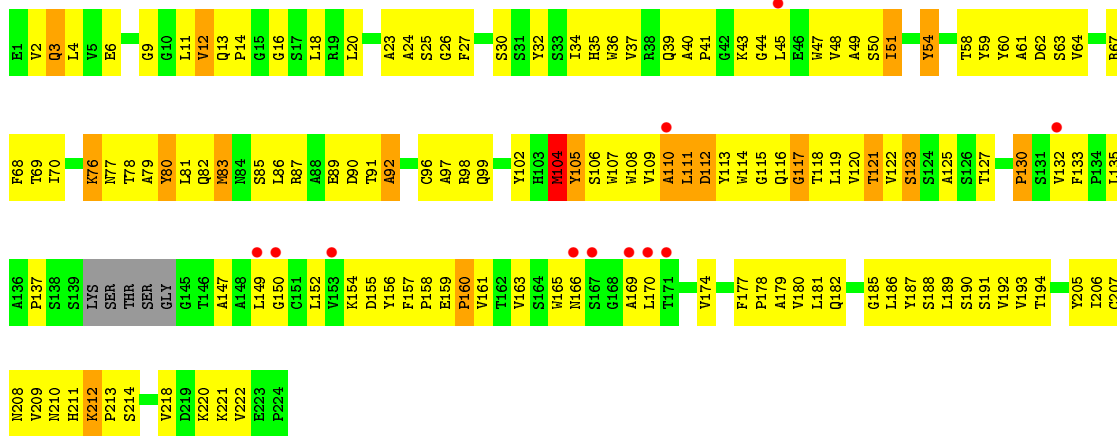 E1 V2 Q3 L4 V5 E6 G9 G10 L11 V12 Q13 P14 G15 G16 S17 L18 R19 L20 A23 A24 S25 G26 F27 S30 S31 Y32 S33 I34 H35 W36 V37 R38 Q39 A40 P41 G42 K43 G44 L45 E46 W47 V48 A49 S50 I51 Y54 T58 Y59 Y60 A61 D62 S63 V64 R67
F68 T69 I70 K76 N77 T78 A79 Y80 L81 Q82 M83 N84 S85 L86 R87 A88 E89 D90 T91 A92 C96 A97 R98 Q99 Y102 H103 M104 Y105 S106 W107 W108 V109 A110 L111 D112 Y113 W114 G115 Q116 G117 T118 L119 V120 T121 V122 S123 S124 A125 S126 T127 P130 S131 V132 F133 P134 L135
A136 P137 S138 S139 LYS SER THR SER GLY G145 T146 A147 A148 L149 G150 C151 L152 V153 K154 D155 Y156 F157 P158 E159 P160 V161 T162 V163 S164 W165 N166 S167 G168 A169 L170 T171 V174 F177 P178 A179 V180 L181 Q182 G185 L186 Y187 S188 L189 S190 S191 V192 V193 T194 Y205 I206 C207
N208 V209 N210 H211 K212 P213 S214 V218 D219 K220 K221 V222 E223 P224